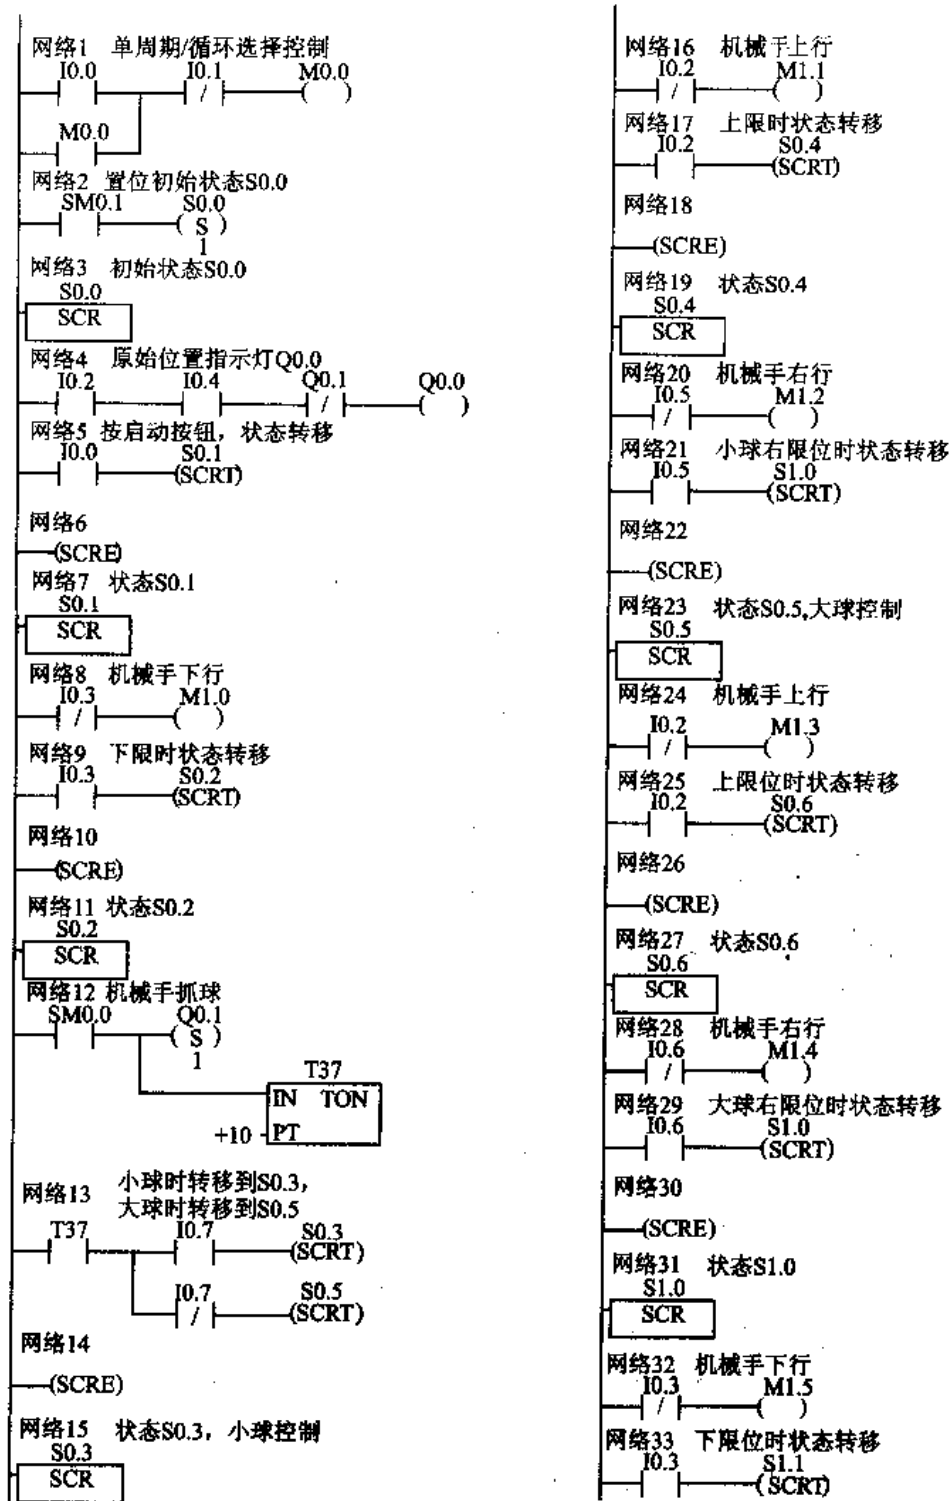 网络1 单周期/循环选择控制
I0.0 I0.1 M0.0
/
M0.0
网络2 置位初始状态S0.0
SM0.1 S0.0
S
1
网络3 初始状态S0.0
S0.0
SCR
网络4 原始位置指示灯Q0.0
I0.2 I0.4 Q0.1 Q0.0
/
网络5 按启动按钮，状态转移
I0.0 S0.1
(SCRT)
网络6
(SCRE)
网络7 状态S0.1
S0.1
SCR
网络8 机械手下行
I0.3 M1.0
/
网络9 下限时状态转移
I0.3 S0.2
(SCRT)
网络10
(SCRE)
网络11 状态S0.2
S0.2
SCR
网络12 机械手抓球
SM0.0 Q0.1
S
1
T37
IN TON
+10 PT
网络13 小球时转移到S0.3，
大球时转移到S0.5
T37 I0.7 S0.3
(SCRT)
I0.7 S0.5
/ (SCRT)
网络14
(SCRE)
网络15 状态S0.3，小球控制
S0.3
SCR
网络16 机械手上行
I0.2 M1.1
/
网络17 上限时状态转移
I0.2 S0.4
(SCRT)
网络18
(SCRE)
网络19 状态S0.4
S0.4
SCR
网络20 机械手右行
I0.5 M1.2
/
网络21 小球右限位时状态转移
I0.5 S1.0
(SCRT)
网络22
(SCRE)
网络23 状态S0.5,大球控制
S0.5
SCR
网络24 机械手上行
I0.2 M1.3
/
网络25 上限位时状态转移
I0.2 S0.6
(SCRT)
网络26
(SCRE)
网络27 状态S0.6
S0.6
SCR
网络28 机械手右行
I0.6 M1.4
/
网络29 大球右限位时状态转移
I0.6 S1.0
(SCRT)
网络30
(SCRE)
网络31 状态S1.0
S1.0
SCR
网络32 机械手下行
I0.3 M1.5
/
网络33 下限位时状态转移
I0.3 S1.1
(SCRT)